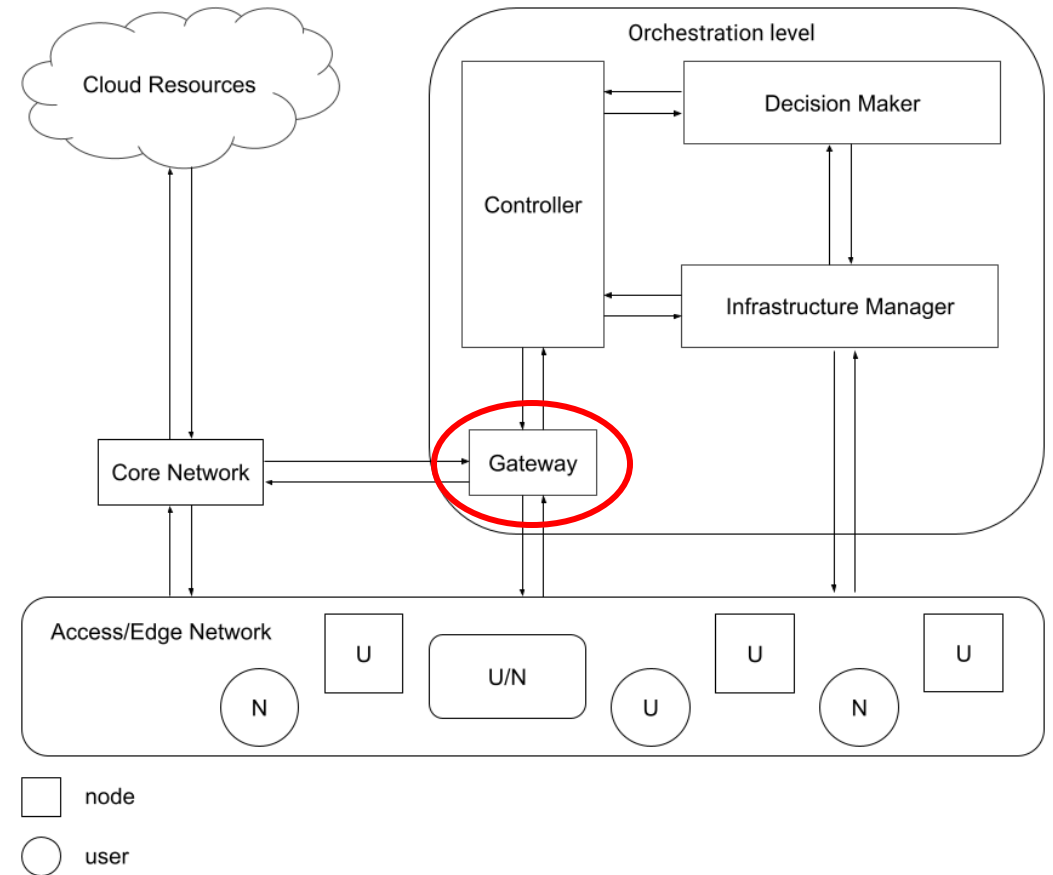 Orchestration level
Cloud Resources
Decision Maker
Controller
Infrastructure Manager
Core Network
Gateway
Access/Edge Network
U
U
U
U/N
N
U
N
node
user